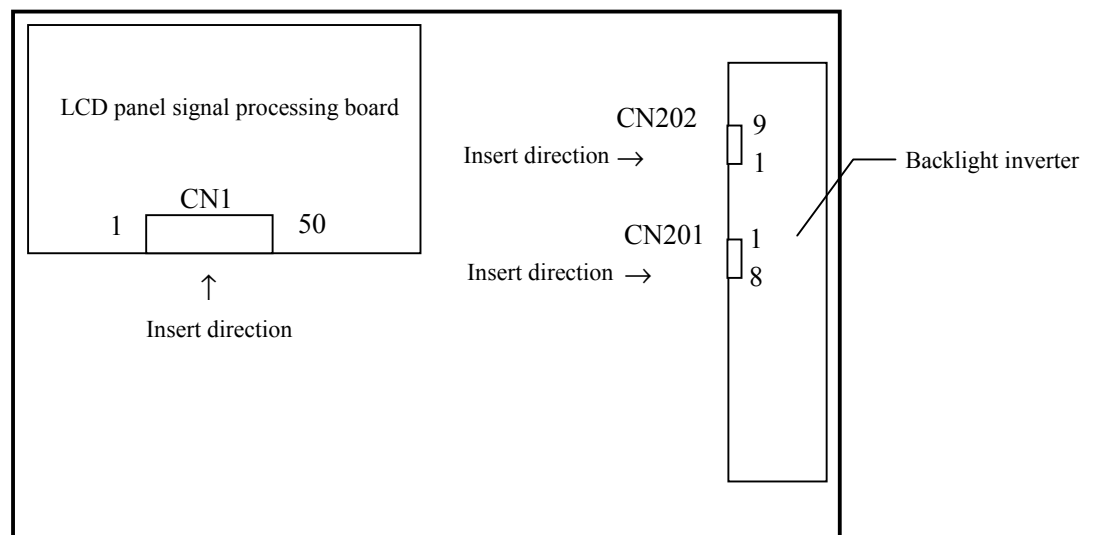 LCD panel signal processing board
CN1
1
50
↑
Insert direction
CN202
9
Insert direction →
1
Backlight inverter
CN201
1
Insert direction →
8